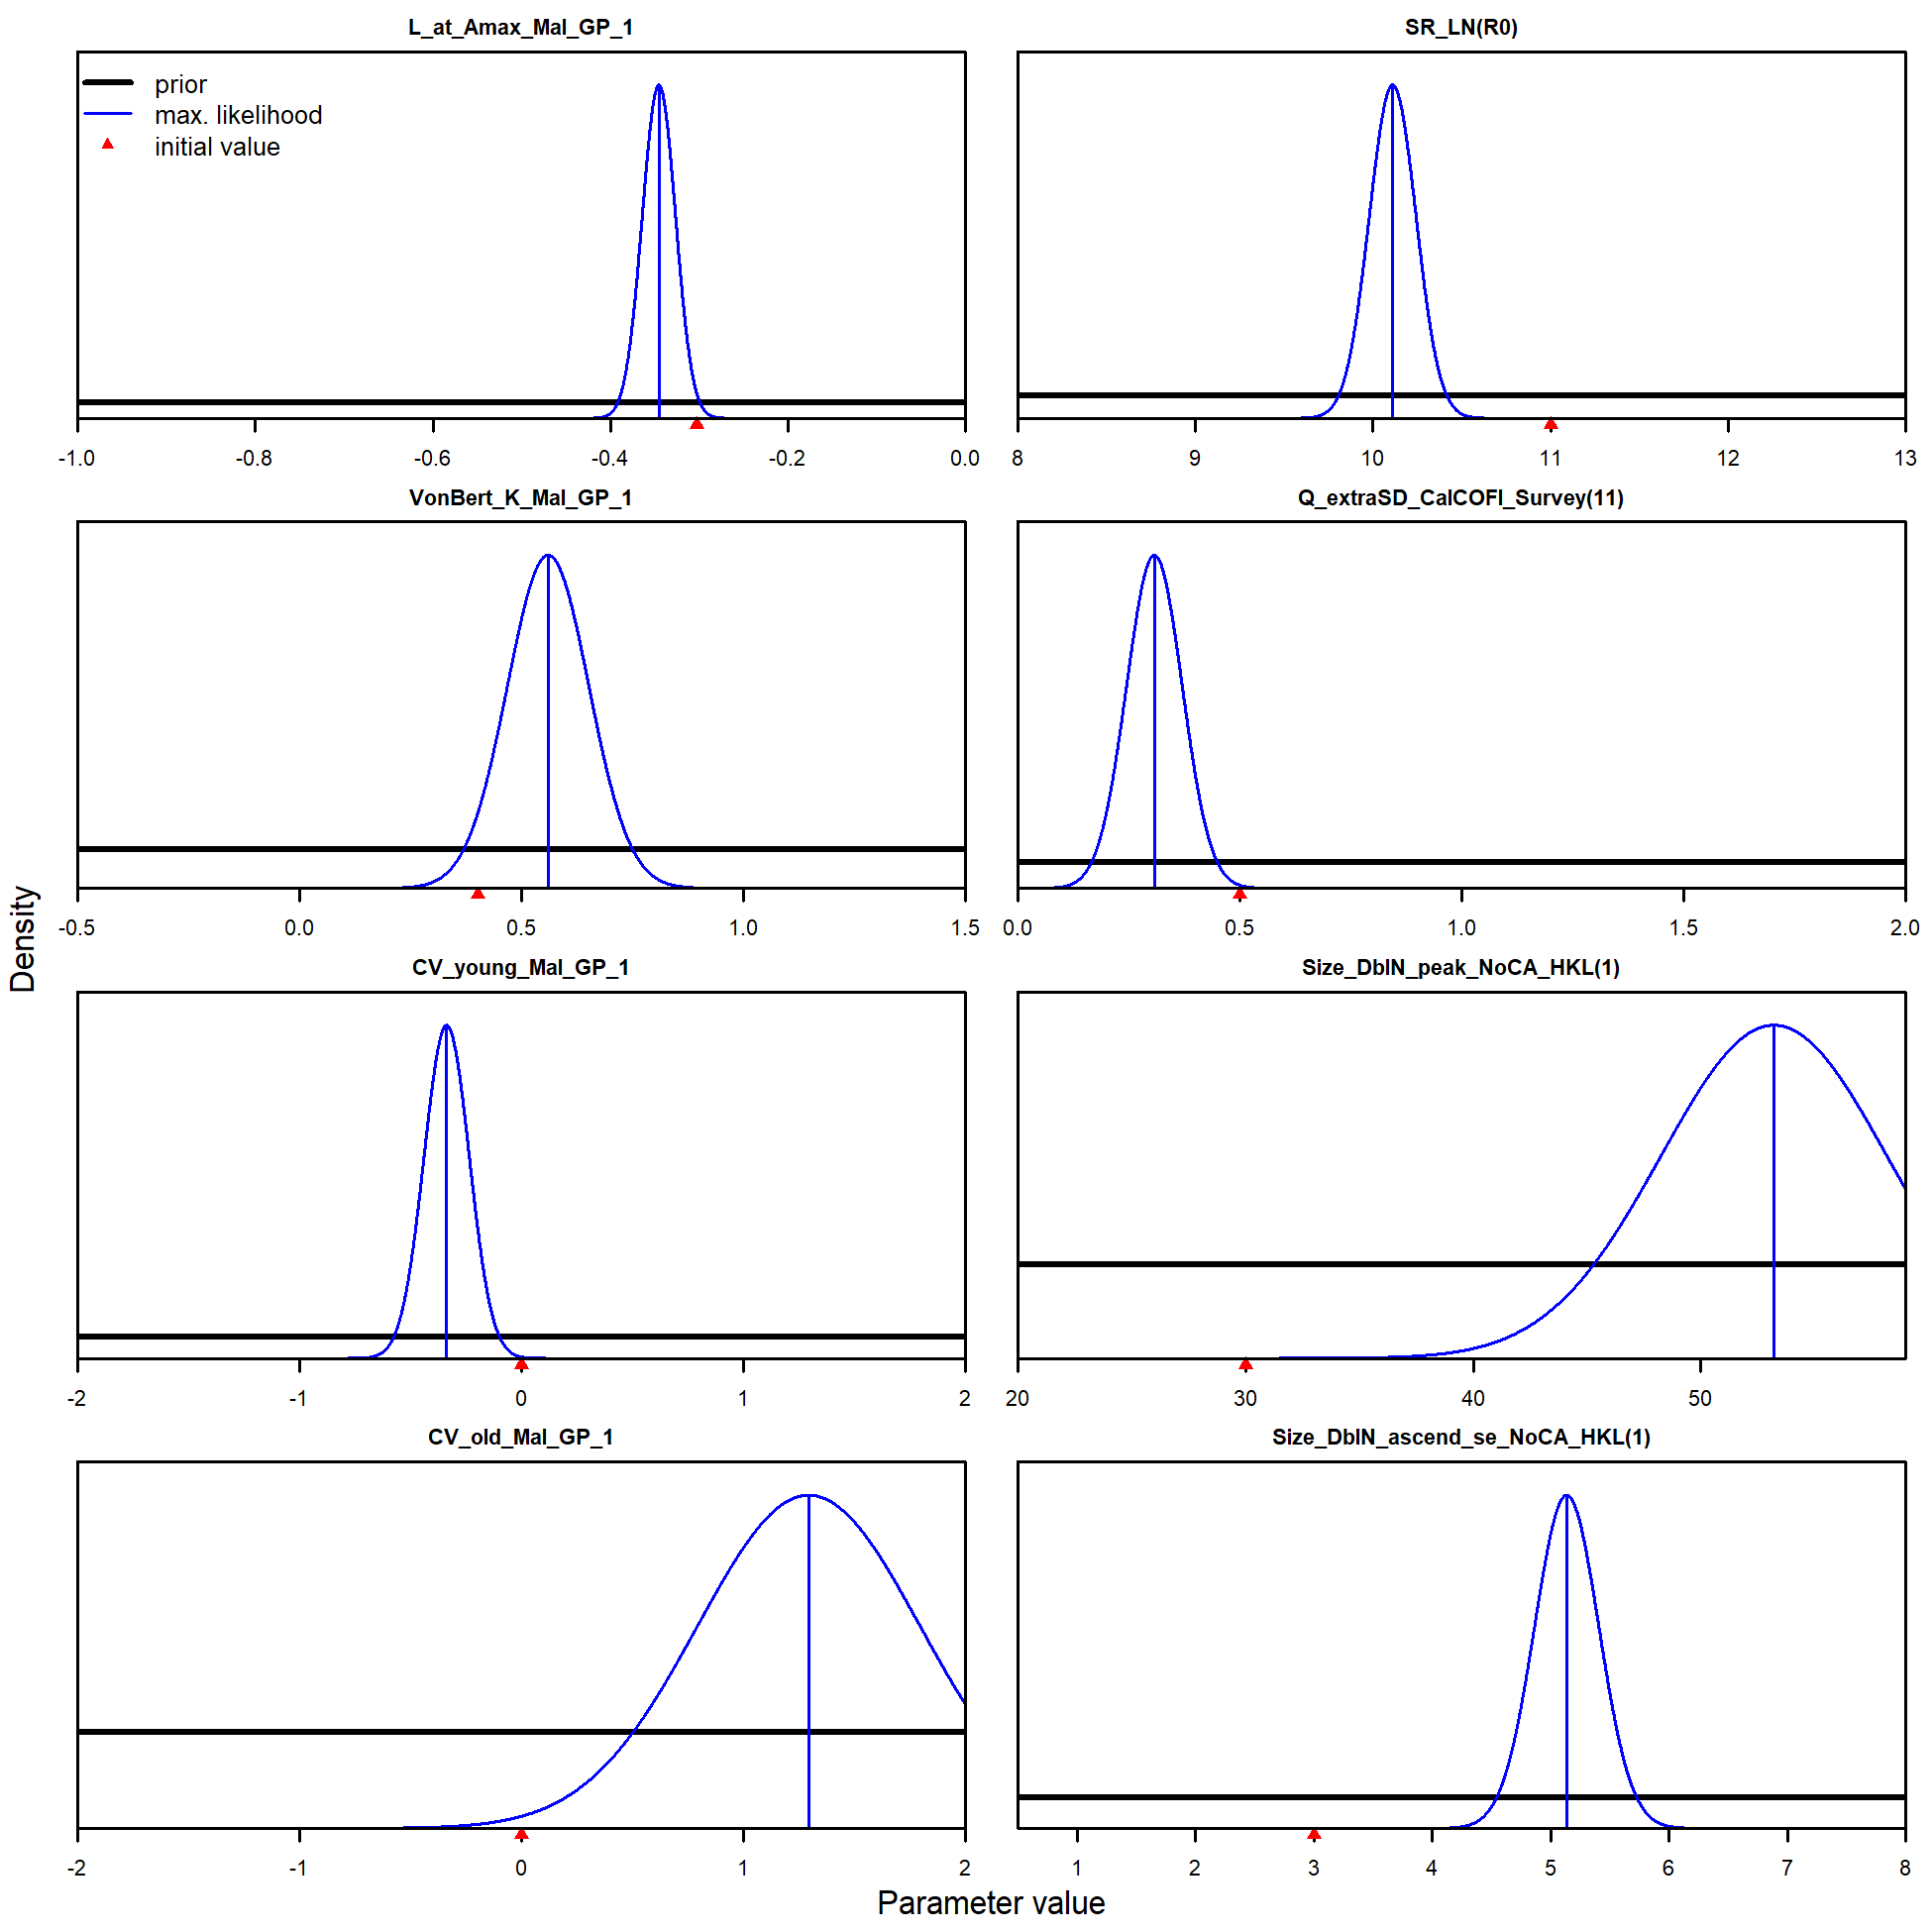 L_at_Amax_Mal_GP_1
prior
max. likelihood
initial value
-1.0 -0.8 -0.6 -0.4 -0.2 0.0
SR_LN(R0)
8 9 10 11 12 13
VonBert_K_Mal_GP_1
-0.5 0.0 0.5 1.0 1.5
Q_extraSD_CalCOFI_Survey(11)
0.0 0.5 1.0 1.5 2.0
CV_young_Mal_GP_1
-2 -1 0 1 2
Size_DblN_peak_NoCA_HKL(1)
20 30 40 50
CV_old_Mal_GP_1
-2 -1 0 1 2
Size_DblN_ascend_se_NoCA_HKL(1)
1 2 3 4 5 6 7 8
Density
Parameter value